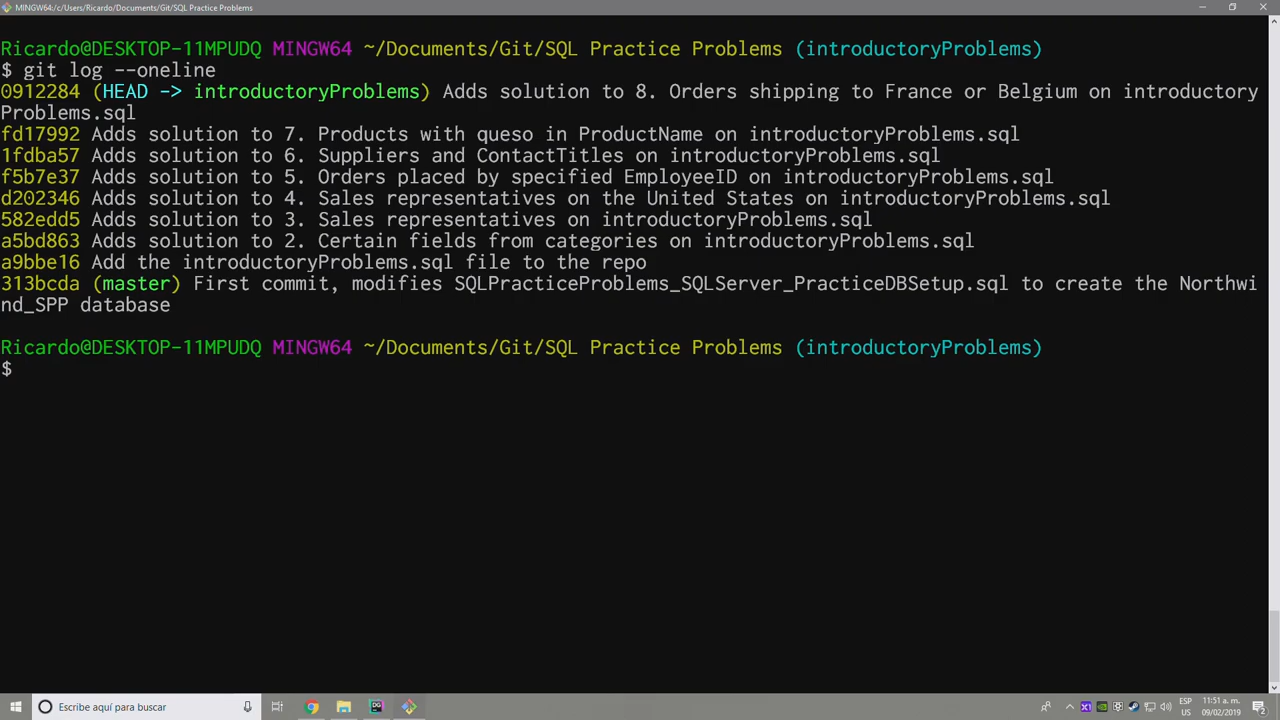 MINGW64:/c/Users/Ricardo/Documents/Git/SQL Practice Problems
Ricardo@DESKTOP-11MPUDQ MINGW64 ~/Documents/Git/SQL Practice Problems (introductoryProblems)
$ git log --oneline
0912284 (HEAD -> introductoryProblems) Adds solution to 8. Orders shipping to France or Belgium on introductory
Problems.sql
fd17992 Adds solution to 7. Products with queso in ProductName on introductoryProblems.sql
1fdba57 Adds solution to 6. Suppliers and ContactTitles on introductoryProblems.sql
f5b7e37 Adds solution to 5. Orders placed by specified EmployeeID on introductoryProblems.sql
d202346 Adds solution to 4. Sales representatives on the United States on introductoryProblems.sql
582edd5 Adds solution to 3. Sales representatives on introductoryProblems.sql
a5bd863 Adds solution to 2. Certain fields from categories on introductoryProblems.sql
a9bbe16 Add the introductoryProblems.sql file to the repo
313bcda (master) First commit, modifies SQLPracticeProblems_SQLServer_PracticeDBSetup.sql to create the Northwi
nd_SPP database
Ricardo@DESKTOP-11MPUDQ MINGW64 ~/Documents/Git/SQL Practice Problems (introductoryProblems)
$
Escribe aquí para buscar
DG
ESP
US
11:51 a. m.
09/02/2019
2